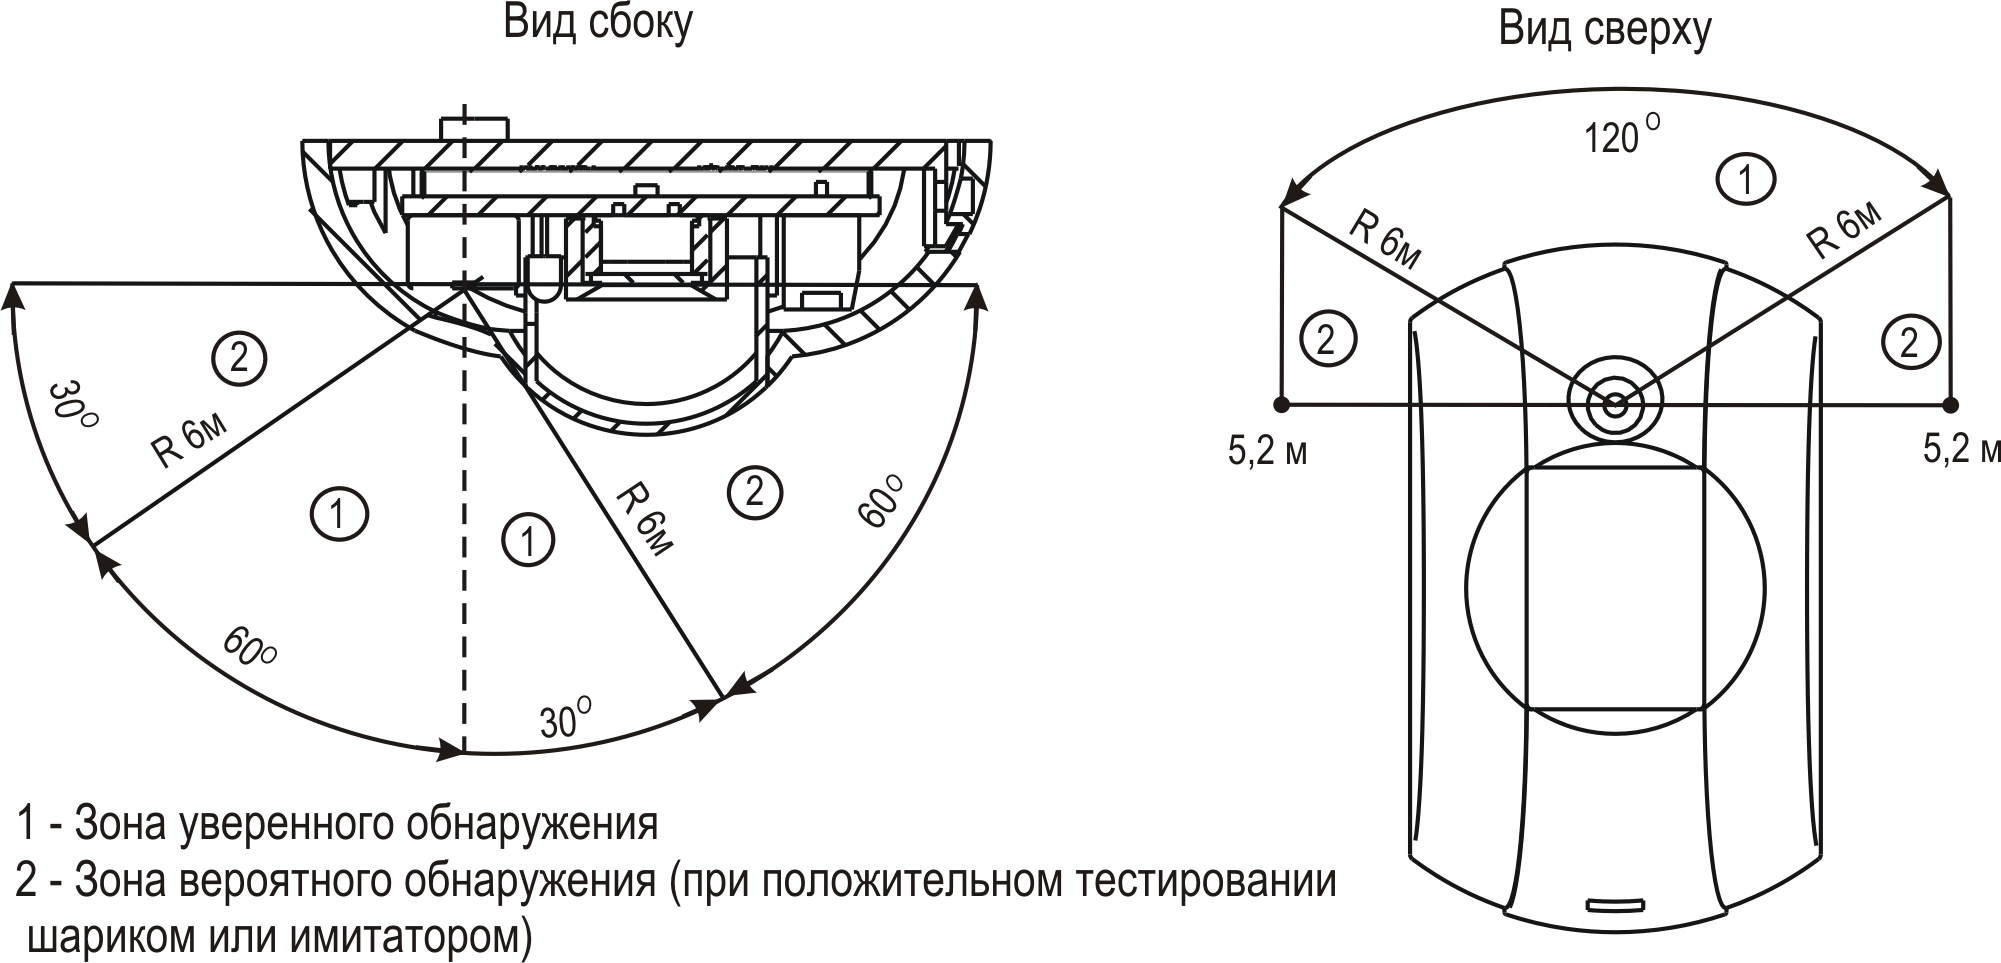 Вид сбоку
Вид сверху
120°
1
R 6м
R 6м
2
2
5,2 м
5,2 м
2
30°
R 6м
1
1
R 6м
2
60°
60°
30°
1 - Зона уверенного обнаружения
2 - Зона вероятного обнаружения (при положительном тестировании
шариком или имитатором)